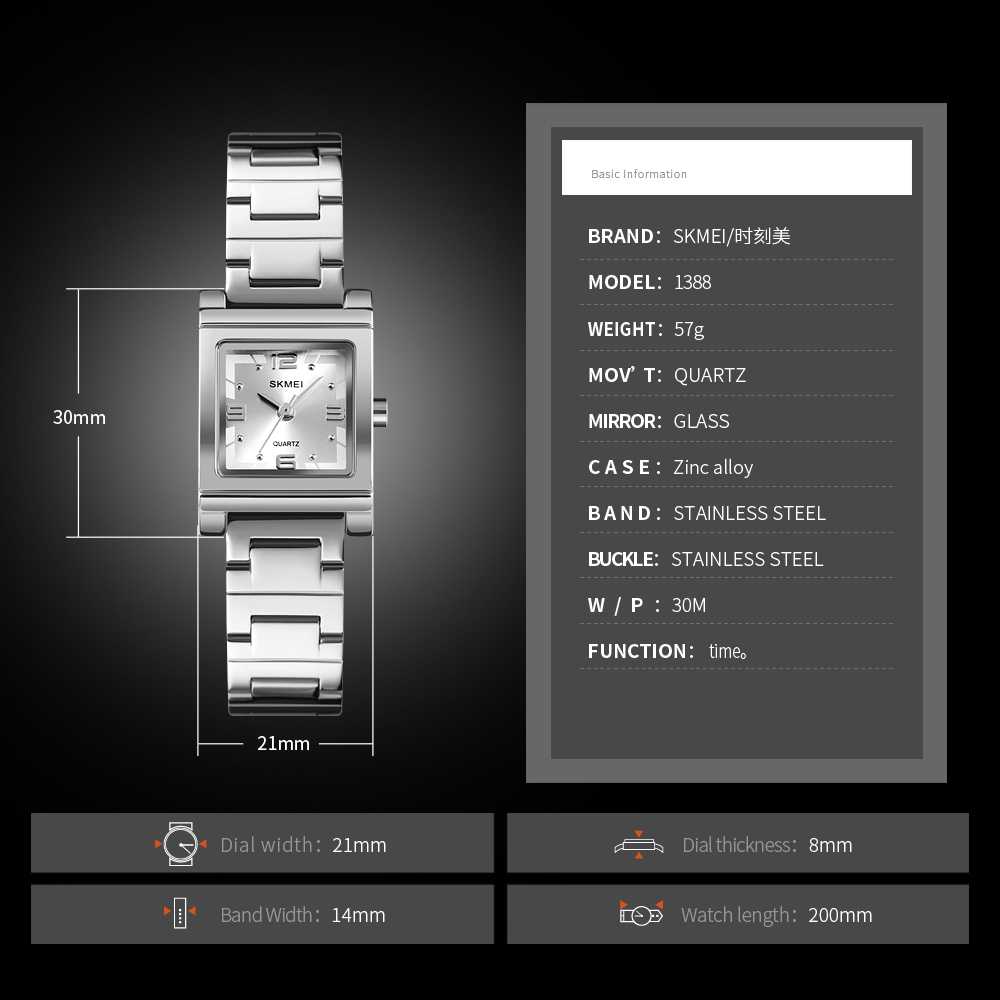 Basic Information
BRAND: SKMEI/时刻美
MODEL: 1388
WEIGHT: 57g
MOV’ T: QUARTZ
MIRROR: GLASS
CASE: Zinc alloy
BAND: STAINLESS STEEL
BUCKLE: STAINLESS STEEL
W / P : 30M
FUNCTION: time。
12
SKMEI
9
3
QUARTZ
6
30mm
21mm
Dial width: 21mm
Dial thickness: 8mm
Band Width: 14mm
Watch length: 200mm